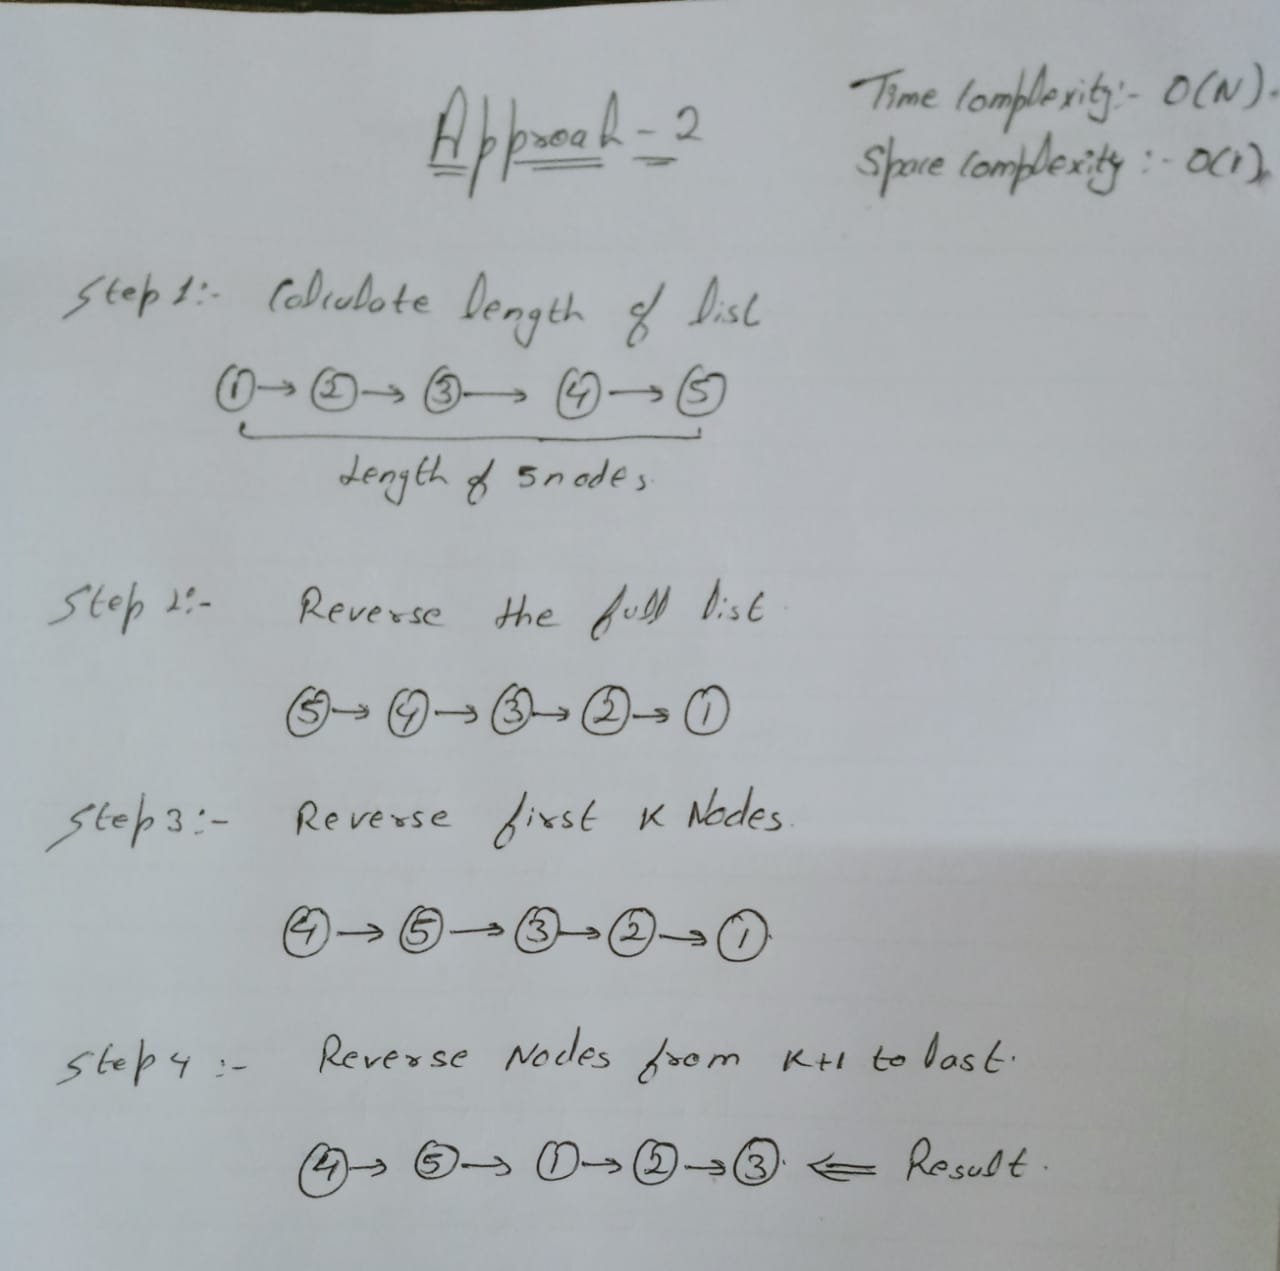 Approah - 2
Time complexity:- O(N).
Space complexity :- O(1)
Step 1:- Calculate length of list
1 → 2 → 3 → 4 → 5
Length of 5 nodes.
Step 2:- Reverse the full list
5 → 4 → 3 → 2 → 1
Step 3:- Reverse first K Nodes.
4 → 5 → 3 → 2 → 1
Step 4 :- Reverse Nodes from K+1 to last.
4 → 5 → 1 → 2 → 3 ⇐ Result.